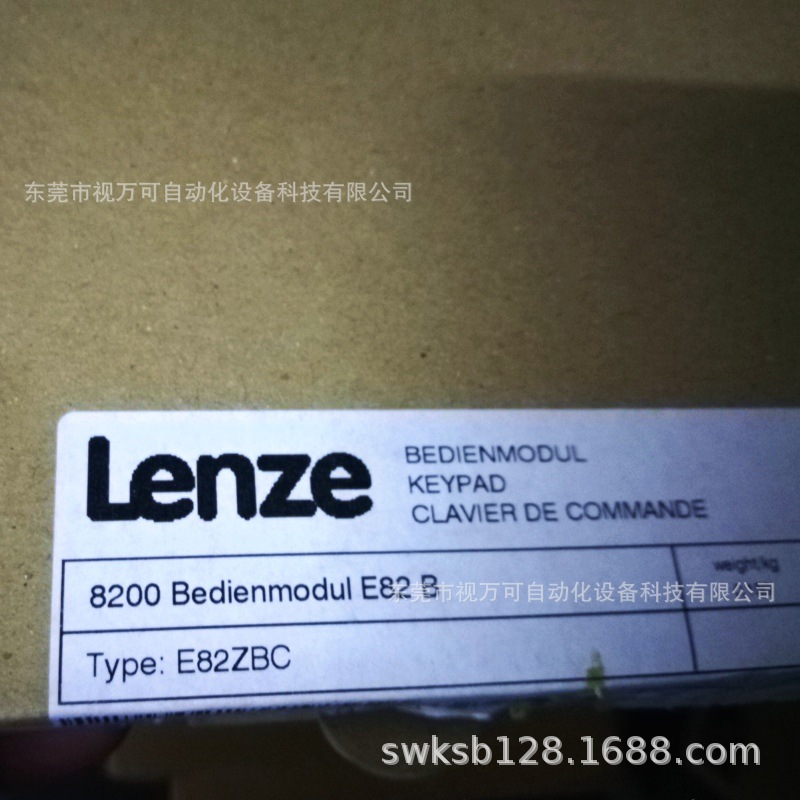 东莞市视万可自动化设备科技有限公司
Lenze
BEDIENMODUL
KEYPAD
CLAVIER DE COMMANDE
8200 Bedienmodul E82 B
weight/kg
东莞市视万可自动化设备科技有限公司
Type: E82ZBC
swksb128.1688.com